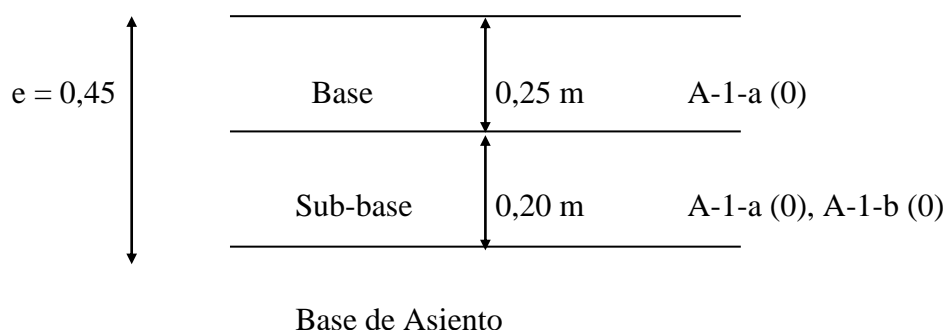 e = 0,45 Base 0,25 m A-1-a (0)
Sub-base 0,20 m A-1-a (0), A-1-b (0)
Base de Asiento